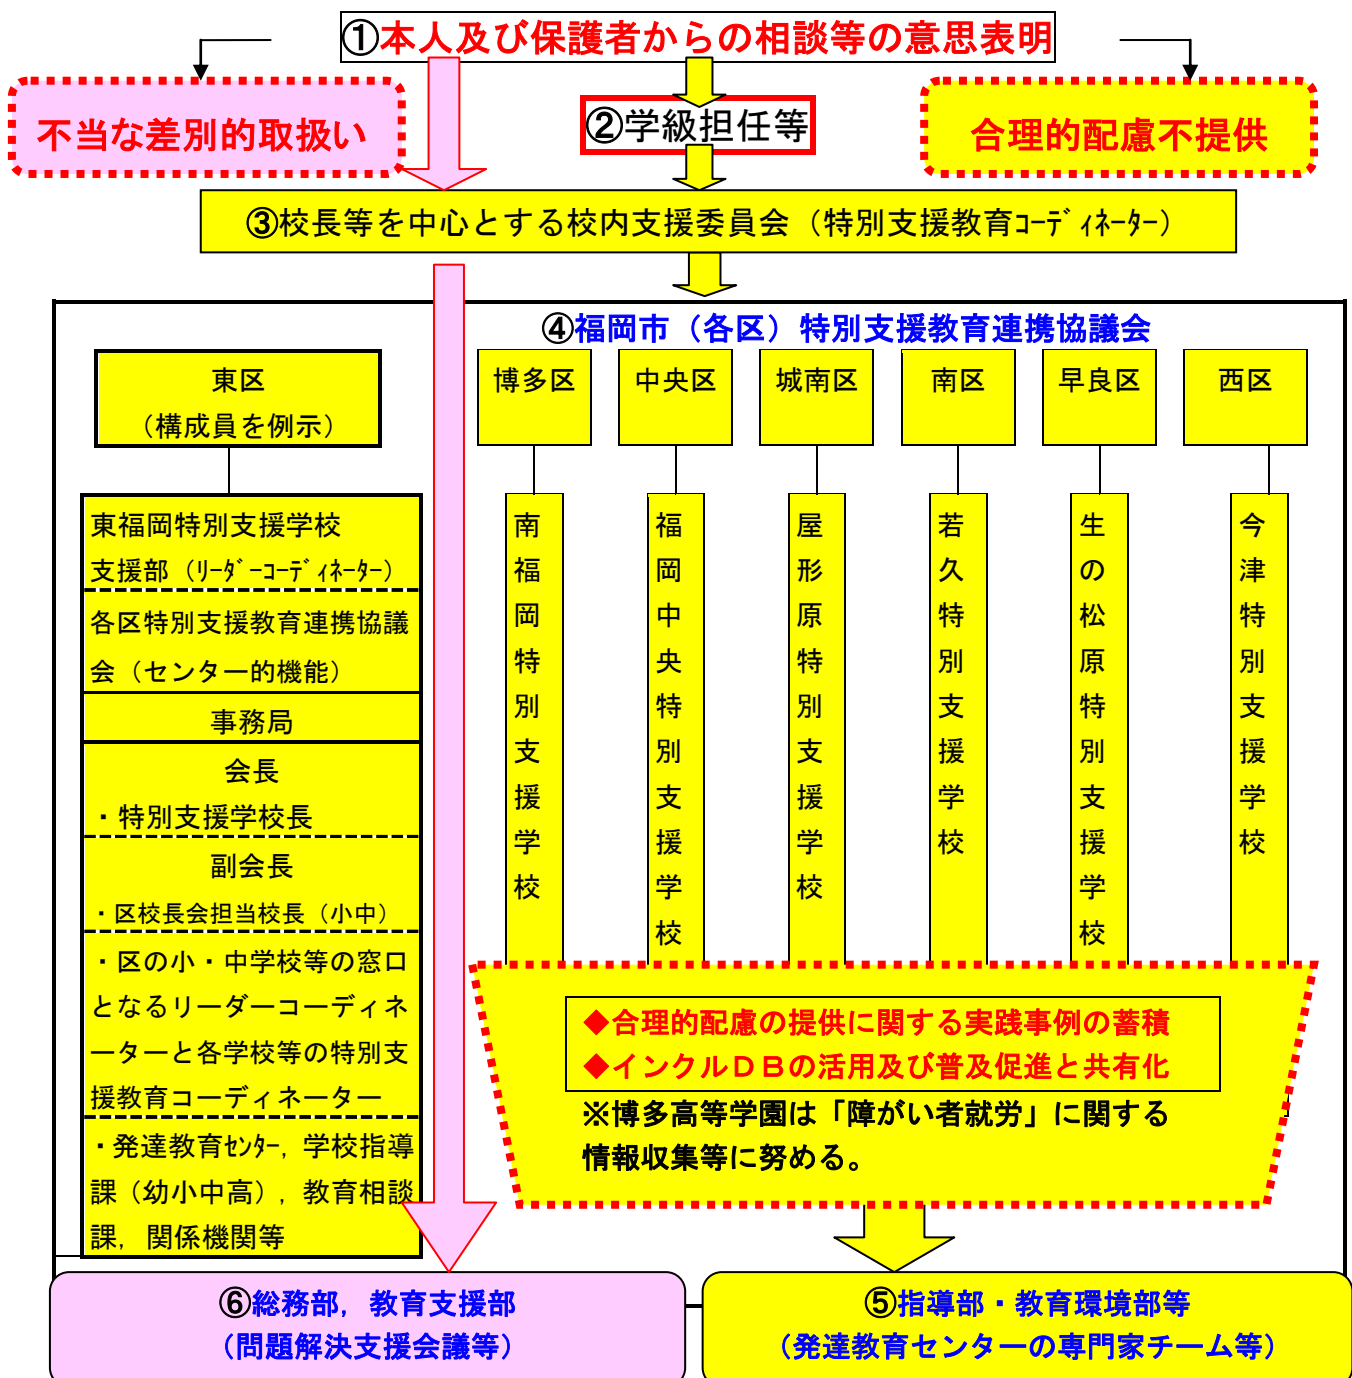 ①本人及び保護者からの相談等の意思表明
不当な差別的取扱い
②学級担任等
合理的配慮不提供
③校長等を中心とする校内支援委員会（特別支援教育ｺｰﾃﾞｨﾈｰﾀｰ）
④福岡市（各区）特別支援教育連携協議会
東区
（構成員を例示）
博多区
中央区
城南区
南区
早良区
西区
東福岡特別支援学校
支援部（ﾘｰﾀﾞｰｺｰﾃﾞｨﾈｰﾀｰ）
各区特別支援教育連携協議
会（センター的機能）
事務局
会長
・特別支援学校長
副会長
・区校長会担当校長（小中）
・区の小・中学校等の窓口
となるリーダーコーディネ
ーターと各学校等の特別支
援教育コーディネーター
・発達教育ｾﾝﾀｰ，学校指導
課（幼小中高），教育相談
課，関係機関等
南福岡特別支援学校
福岡中央特別支援学校
屋形原特別支援学校
若久特別支援学校
生の松原特別支援学校
今津特別支援学校
◆合理的配慮の提供に関する実践事例の蓄積
◆インクルＤＢの活用及び普及促進と共有化
※博多高等学園は「障がい者就労」に関する
情報収集等に努める。
⑥総務部，教育支援部
（問題解決支援会議等）
⑤指導部・教育環境部等
（発達教育センターの専門家チーム等）